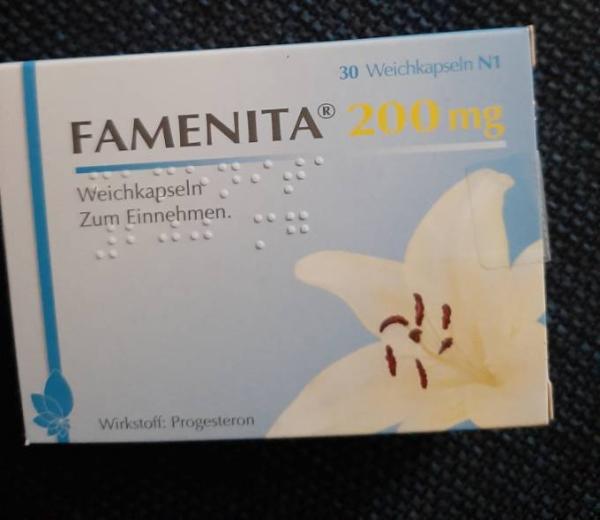 30 Weichkapseln N1
FAMENITA® 200 mg
Weichkapseln
Zum Einnehmen.
Wirkstoff: Progesteron